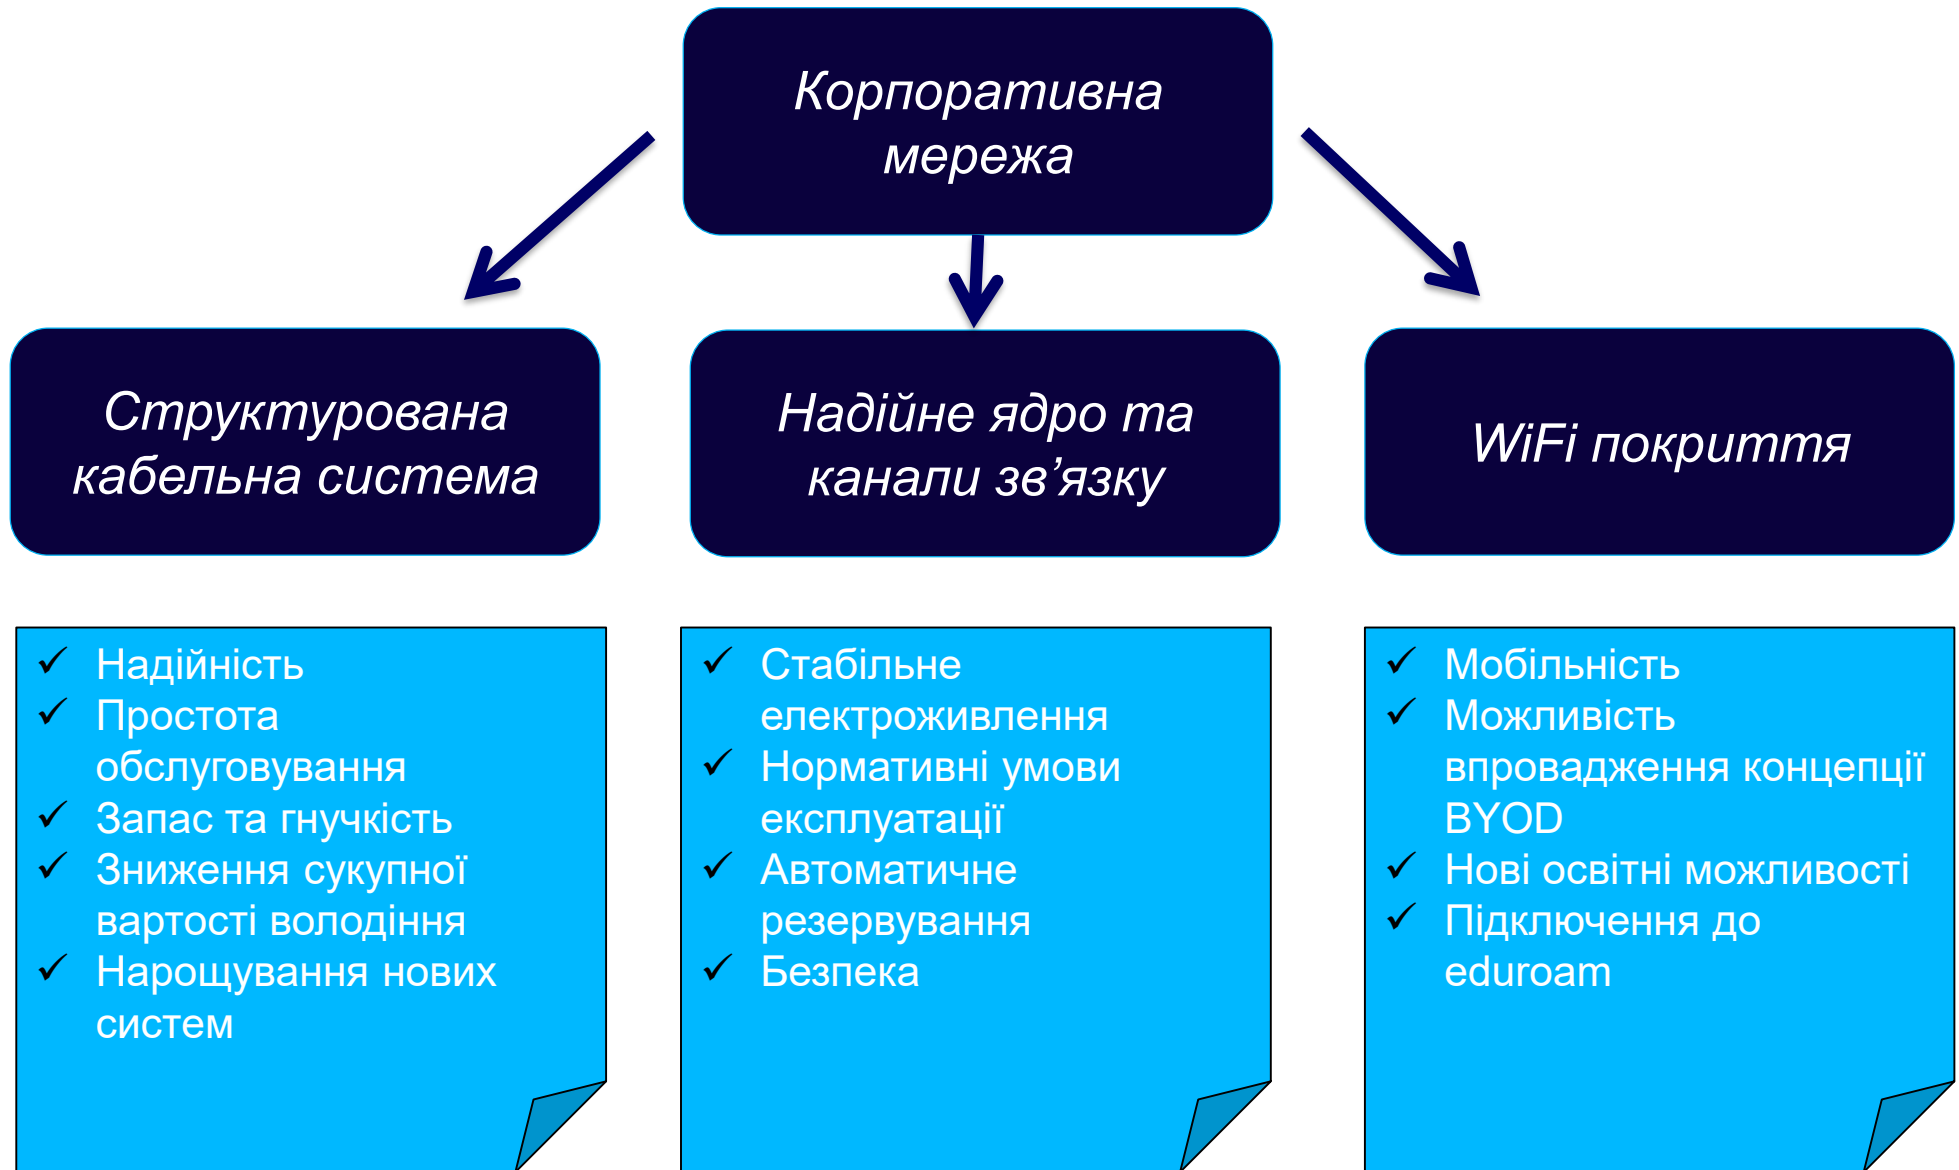 Корпоративна
мережа
Структурована
кабельна система
Надійне ядро та
канали зв’язку
WiFi покриття
Надійність
Простота
обслуговування
Запас та гнучкість
Зниження сукупної
вартості володіння
Нарощування нових
систем
Стабільне
електроживлення
Нормативні умови
експлуатації
Автоматичне
резервування
Безпека
Мобільність
Можливість
впровадження концепції
BYOD
Нові освітні можливості
Підключення до
eduroam